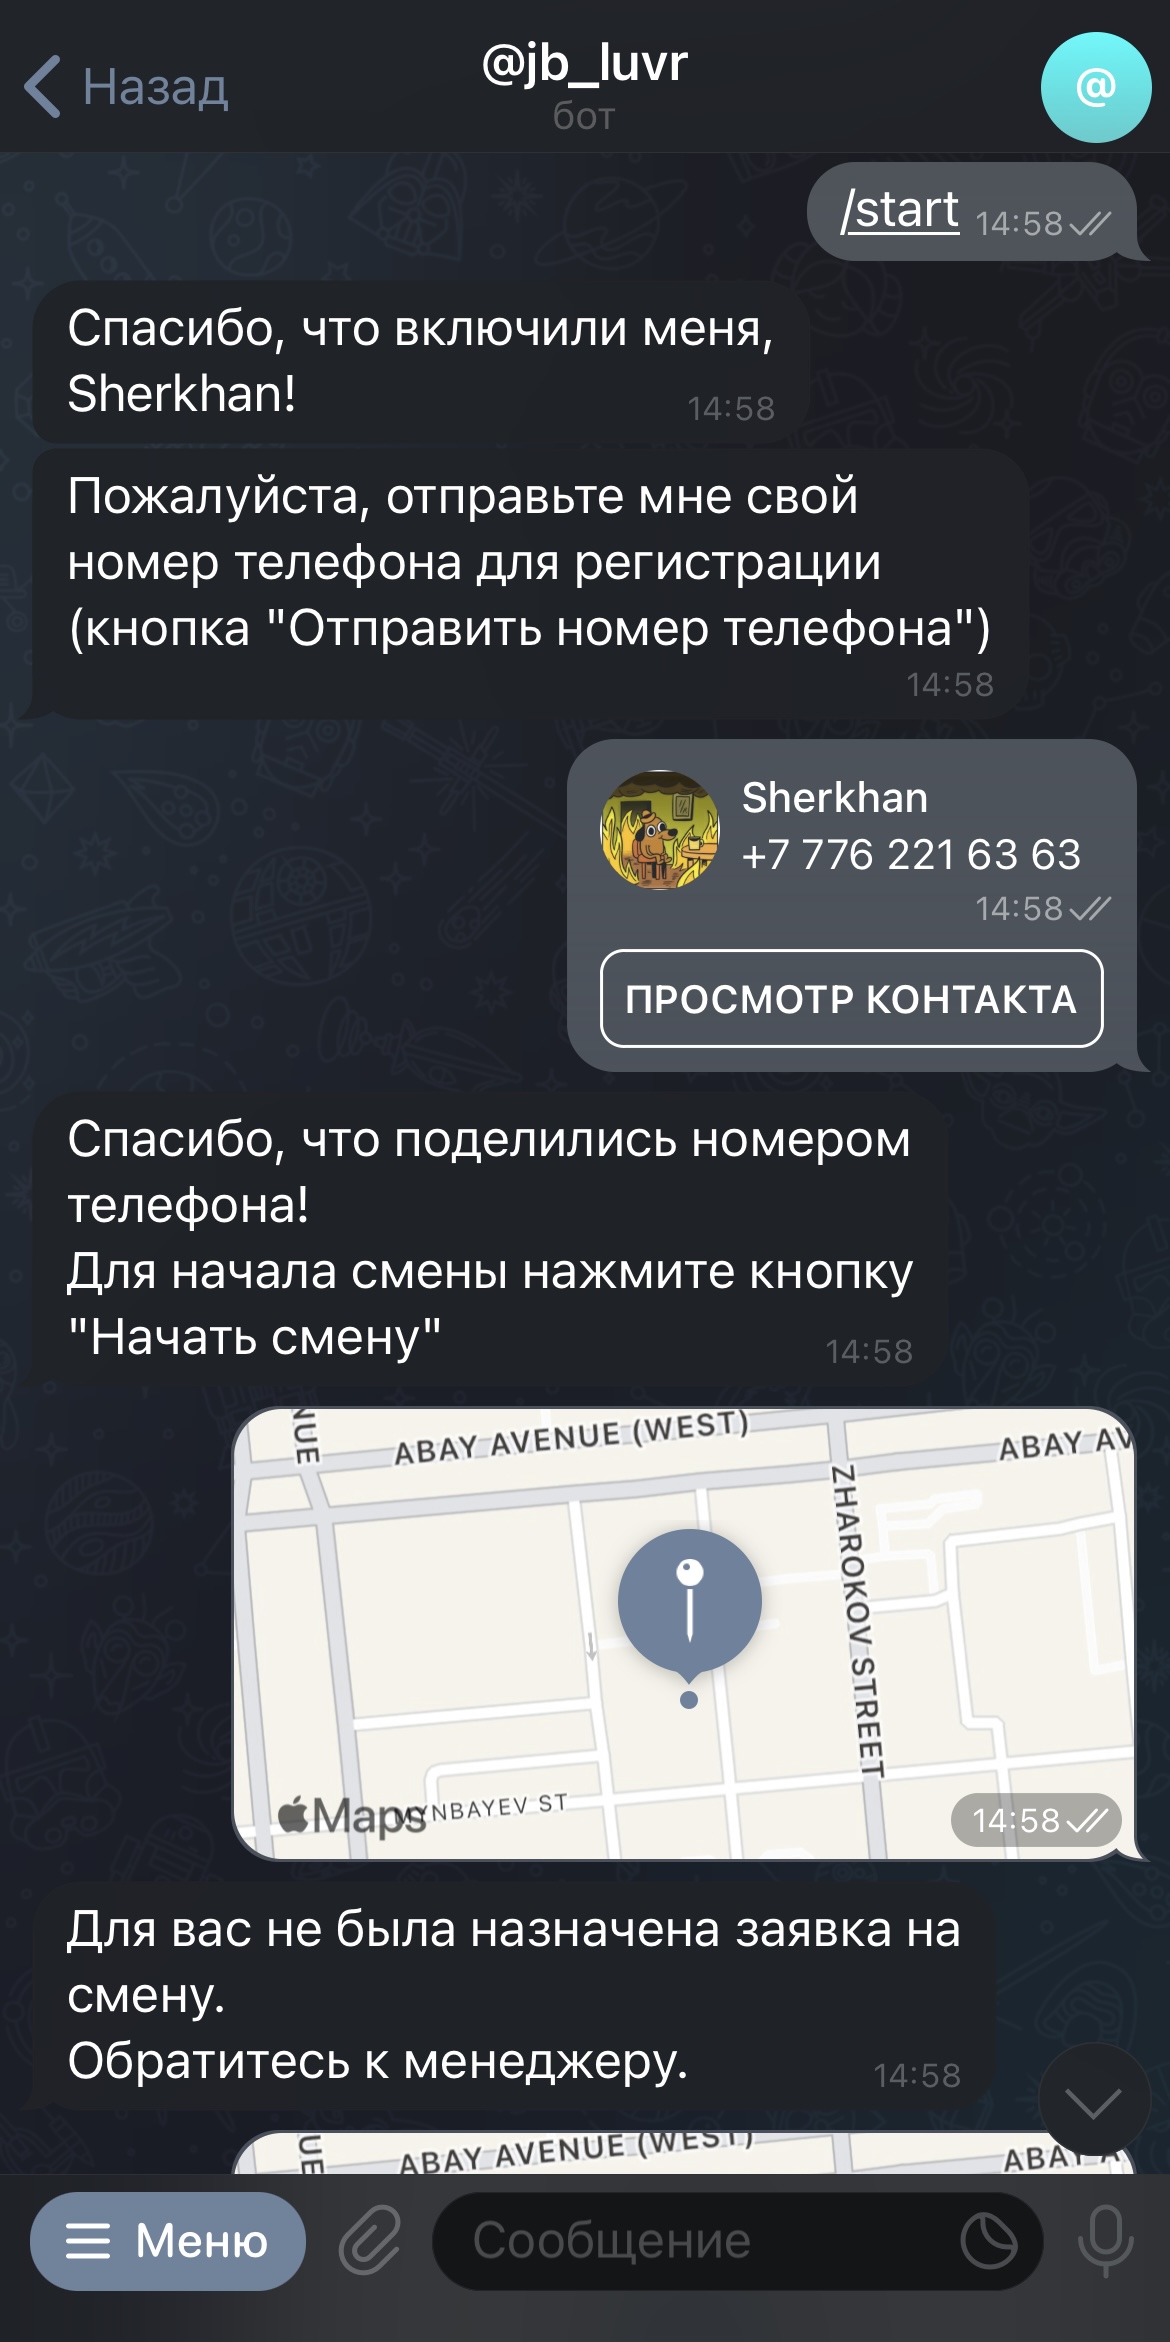 Назад
@jb_luvr
бот
@
/start 14:58
Спасибо, что включили меня,
Sherkhan! 14:58
Пожалуйста, отправьте мне свой
номер телефона для регистрации
(кнопка "Отправить номер телефона")
14:58
Sherkhan
+7 776 221 63 63
14:58
ПРОСМОТР КОНТАКТА
Спасибо, что поделились номером
телефона!
Для начала смены нажмите кнопку
"Начать смену" 14:58
NUE
ABAY AVENUE (WEST)
ABAY AV
ZHAROKOV STREET
Maps
MYNBAYEV ST
14:58
Для вас не была назначена заявка на
смену.
Обратитесь к менеджеру. 14:58
UE
ABAY AVENUE (WEST)
ABAY A
Меню
Сообщение